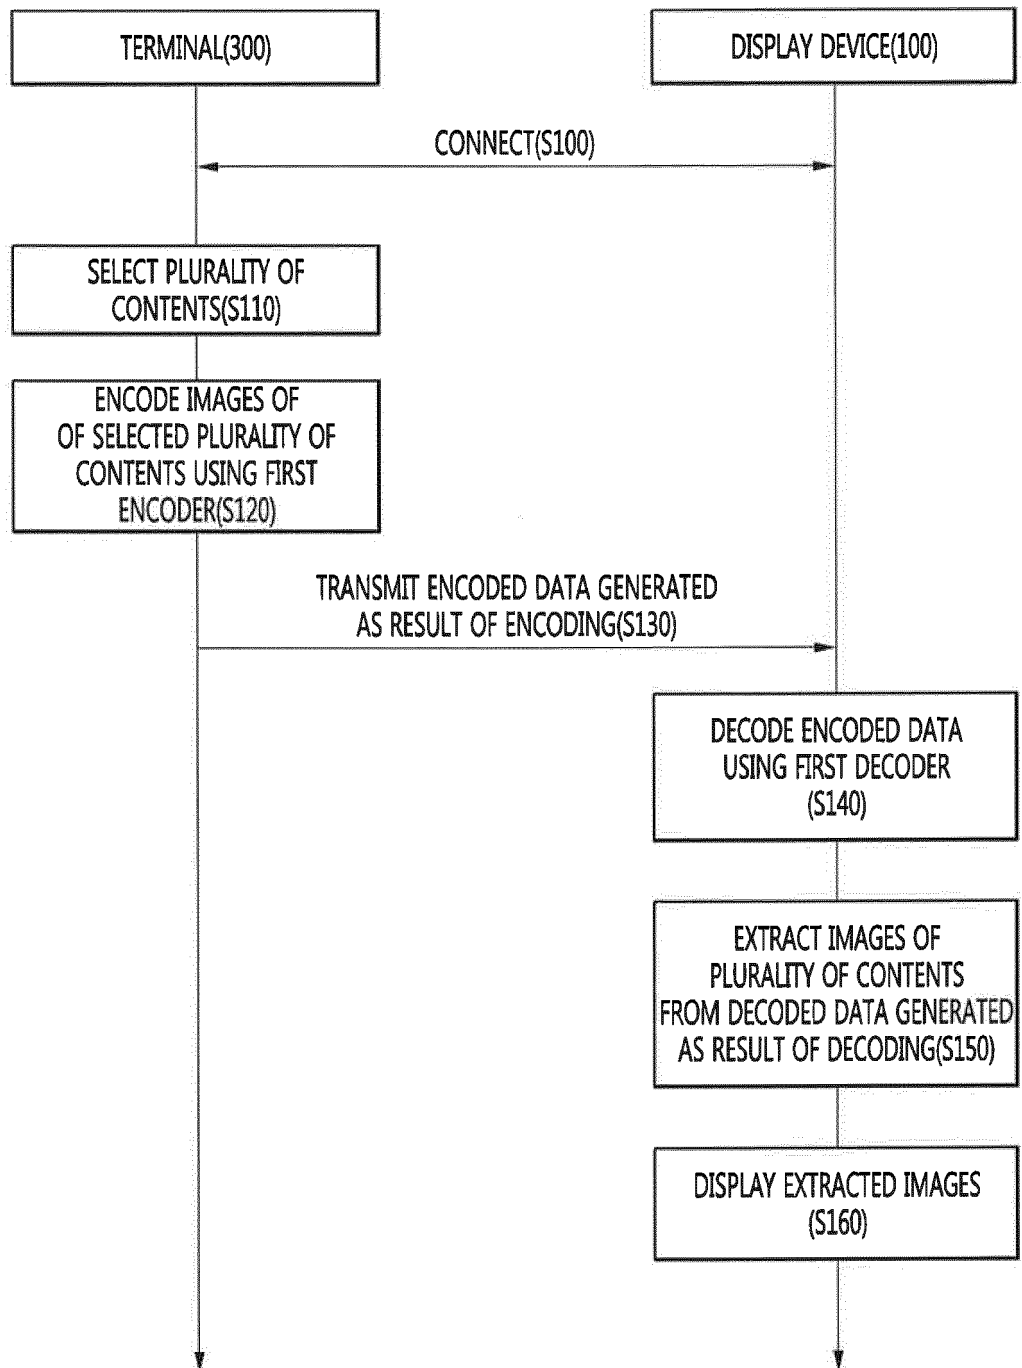 TERMINAL(300)
DISPLAY DEVICE(100)
CONNECT(S100)
SELECT PLURALITY OF
CONTENTS(S110)
ENCODE IMAGES OF
OF SELECTED PLURALITY OF
CONTENTS USING FIRST
ENCODER(S120)
TRANSMIT ENCODED DATA GENERATED
AS RESULT OF ENCODING(S130)
DECODE ENCODED DATA
USING FIRST DECODER
(S140)
EXTRACT IMAGES OF
PLURALITY OF CONTENTS
FROM DECODED DATA GENERATED
AS RESULT OF DECODING(S150)
DISPLAY EXTRACTED IMAGES
(S160)